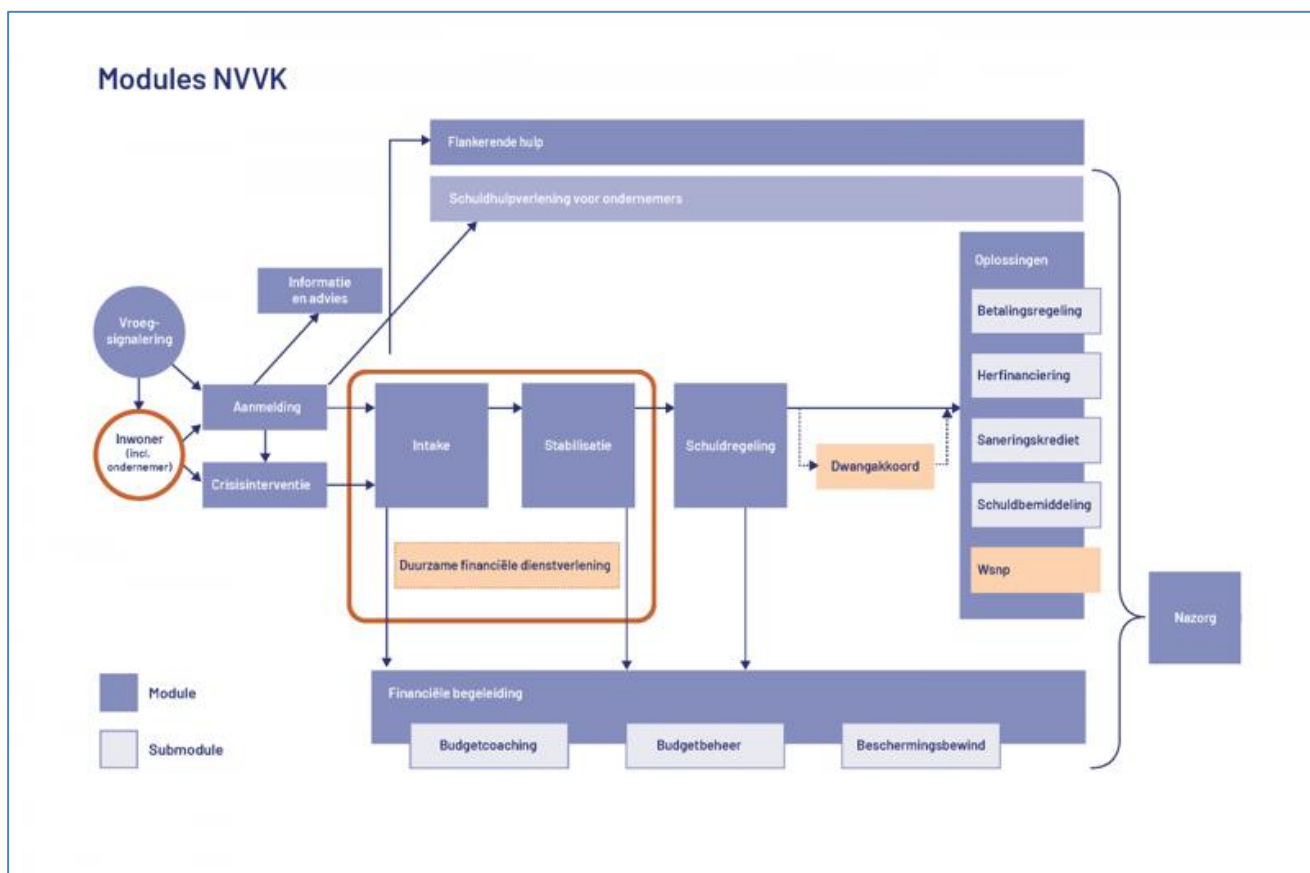 Modules NVVK
Flankerende hulp
Schuldhulpverlening voor ondernemers
Informatie
en advies
Vroeg-
signalering
Aanmelding
Inwoner
(incl.
ondernemer)
Crisisinterventie
Intake
Stabilisatie
Duurzame financiële dienstverlening
Schuldregeling
Dwangakkoord
Oplossingen
Betalingsregeling
Herfinanciering
Saneringskrediet
Schuldbemiddeling
Wsnp
Nazorg
Financiële begeleiding
Budgetcoaching
Budgetbeheer
Beschermingsbewind
Module
Submodule